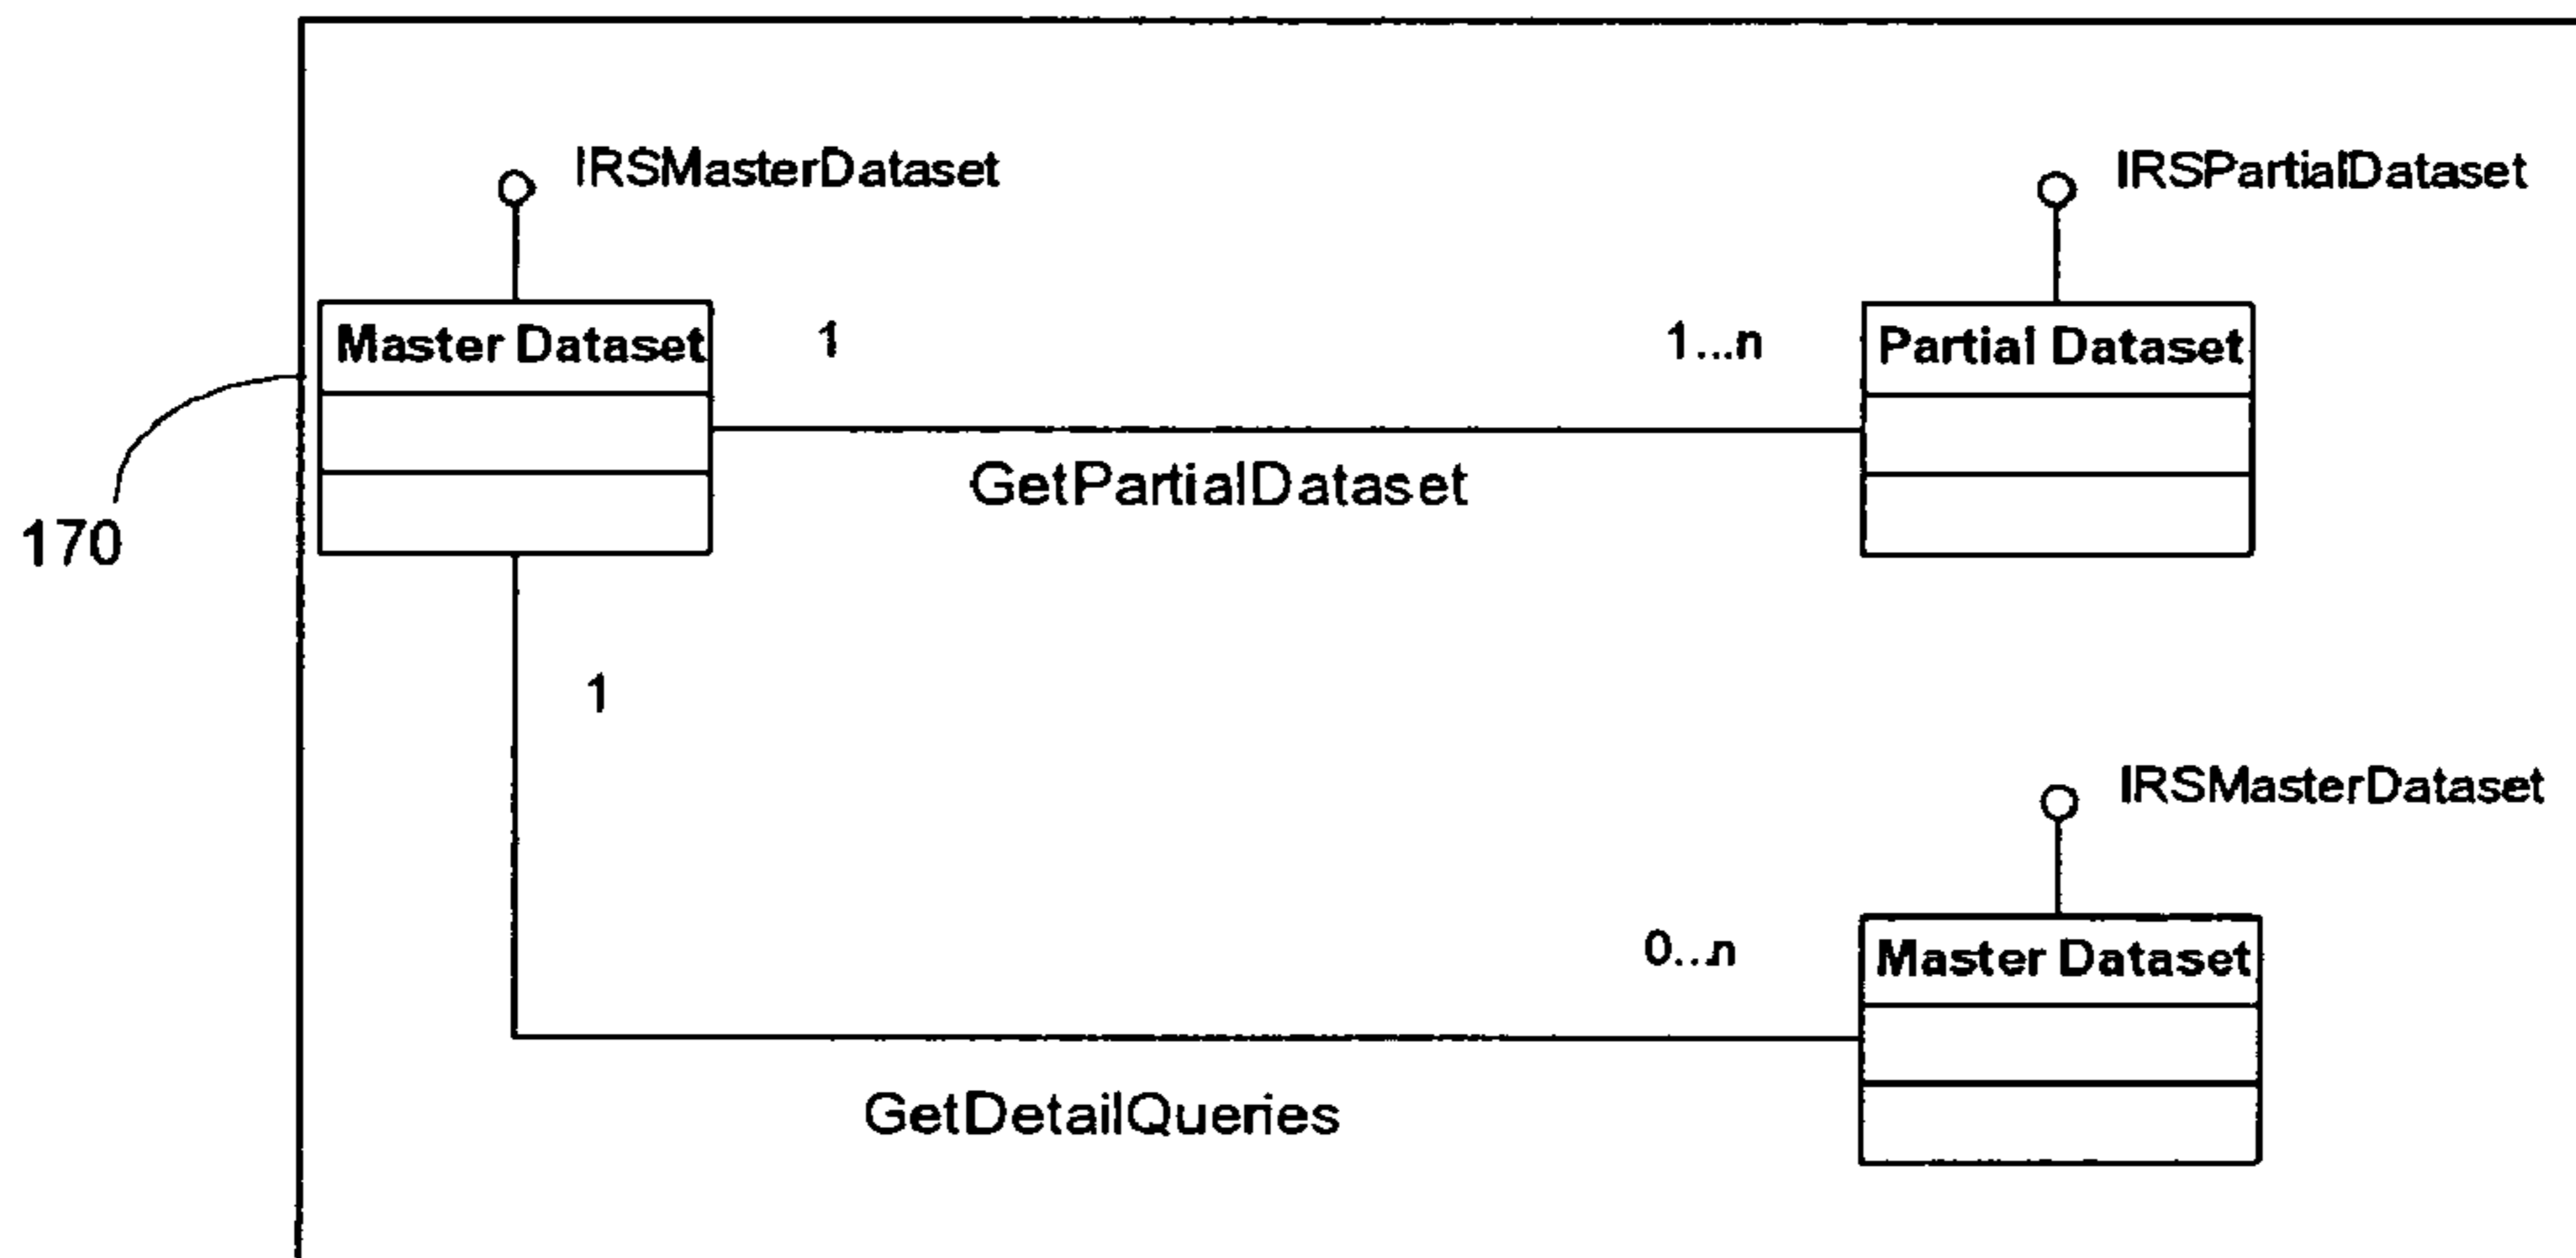 IRSMasterDataset
IRSPartialDataset
Master Dataset
1
1...n
Partial Dataset
GetPartialDataset
170
1
IRSMasterDataset
0...n
Master Dataset
GetDetailQueries